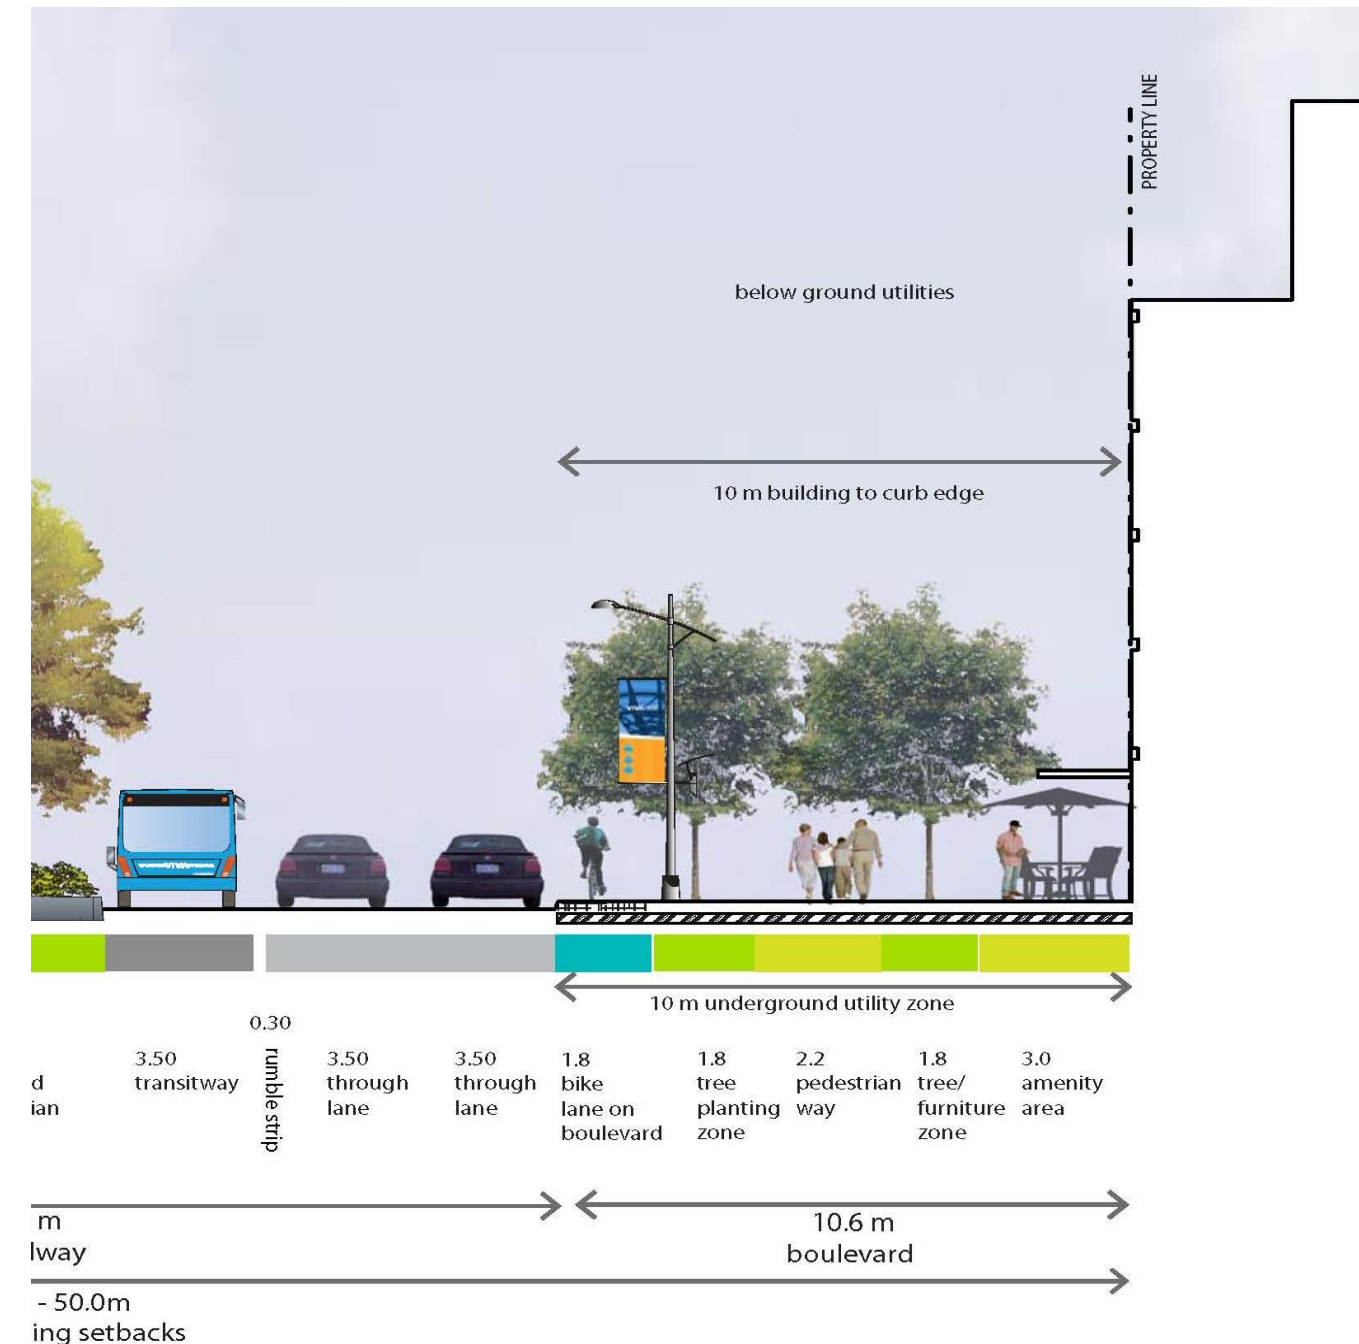 PROPERTY LINE
below ground utilities
10 m building to curb edge
10 m underground utility zone
0.30
rumble strip
d
ian
3.50
transitway
3.50
through
lane
3.50
through
lane
1.8
bike
lane on
boulevard
1.8
tree
planting
zone
2.2
pedestrian
way
1.8
tree/
furniture
zone
3.0
amenity
area
m
lway
10.6 m
boulevard
- 50.0m
ing setbacks